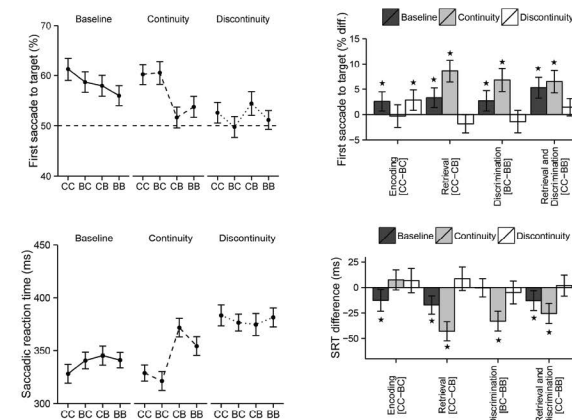 First saccade to target (%)
70
60
50
40
Baseline Continuity Discontinuity
CC BC CB BB CC BC CB BB CC BC CB BB
Baseline Continuity Discontinuity
First saccade to target (% diff.)
15
10
5
0
−5
Encoding
[CC−BC]
Retrieval
[CC−CB]
Discrimination
[BC−BB]
Retrieval and
Discrimination
[CC−BB]
Saccadic reaction time (ms)
450
400
350
300
Baseline Continuity Discontinuity
CC BC CB BB CC BC CB BB CC BC CB BB
Baseline Continuity Discontinuity
SRT difference (ms)
25
0
−25
−50
Encoding
[CC−BC]
Retrieval
[CC−CB]
Discrimination
[BC−BB]
Retrieval and
Discrimination
[CC−BB]